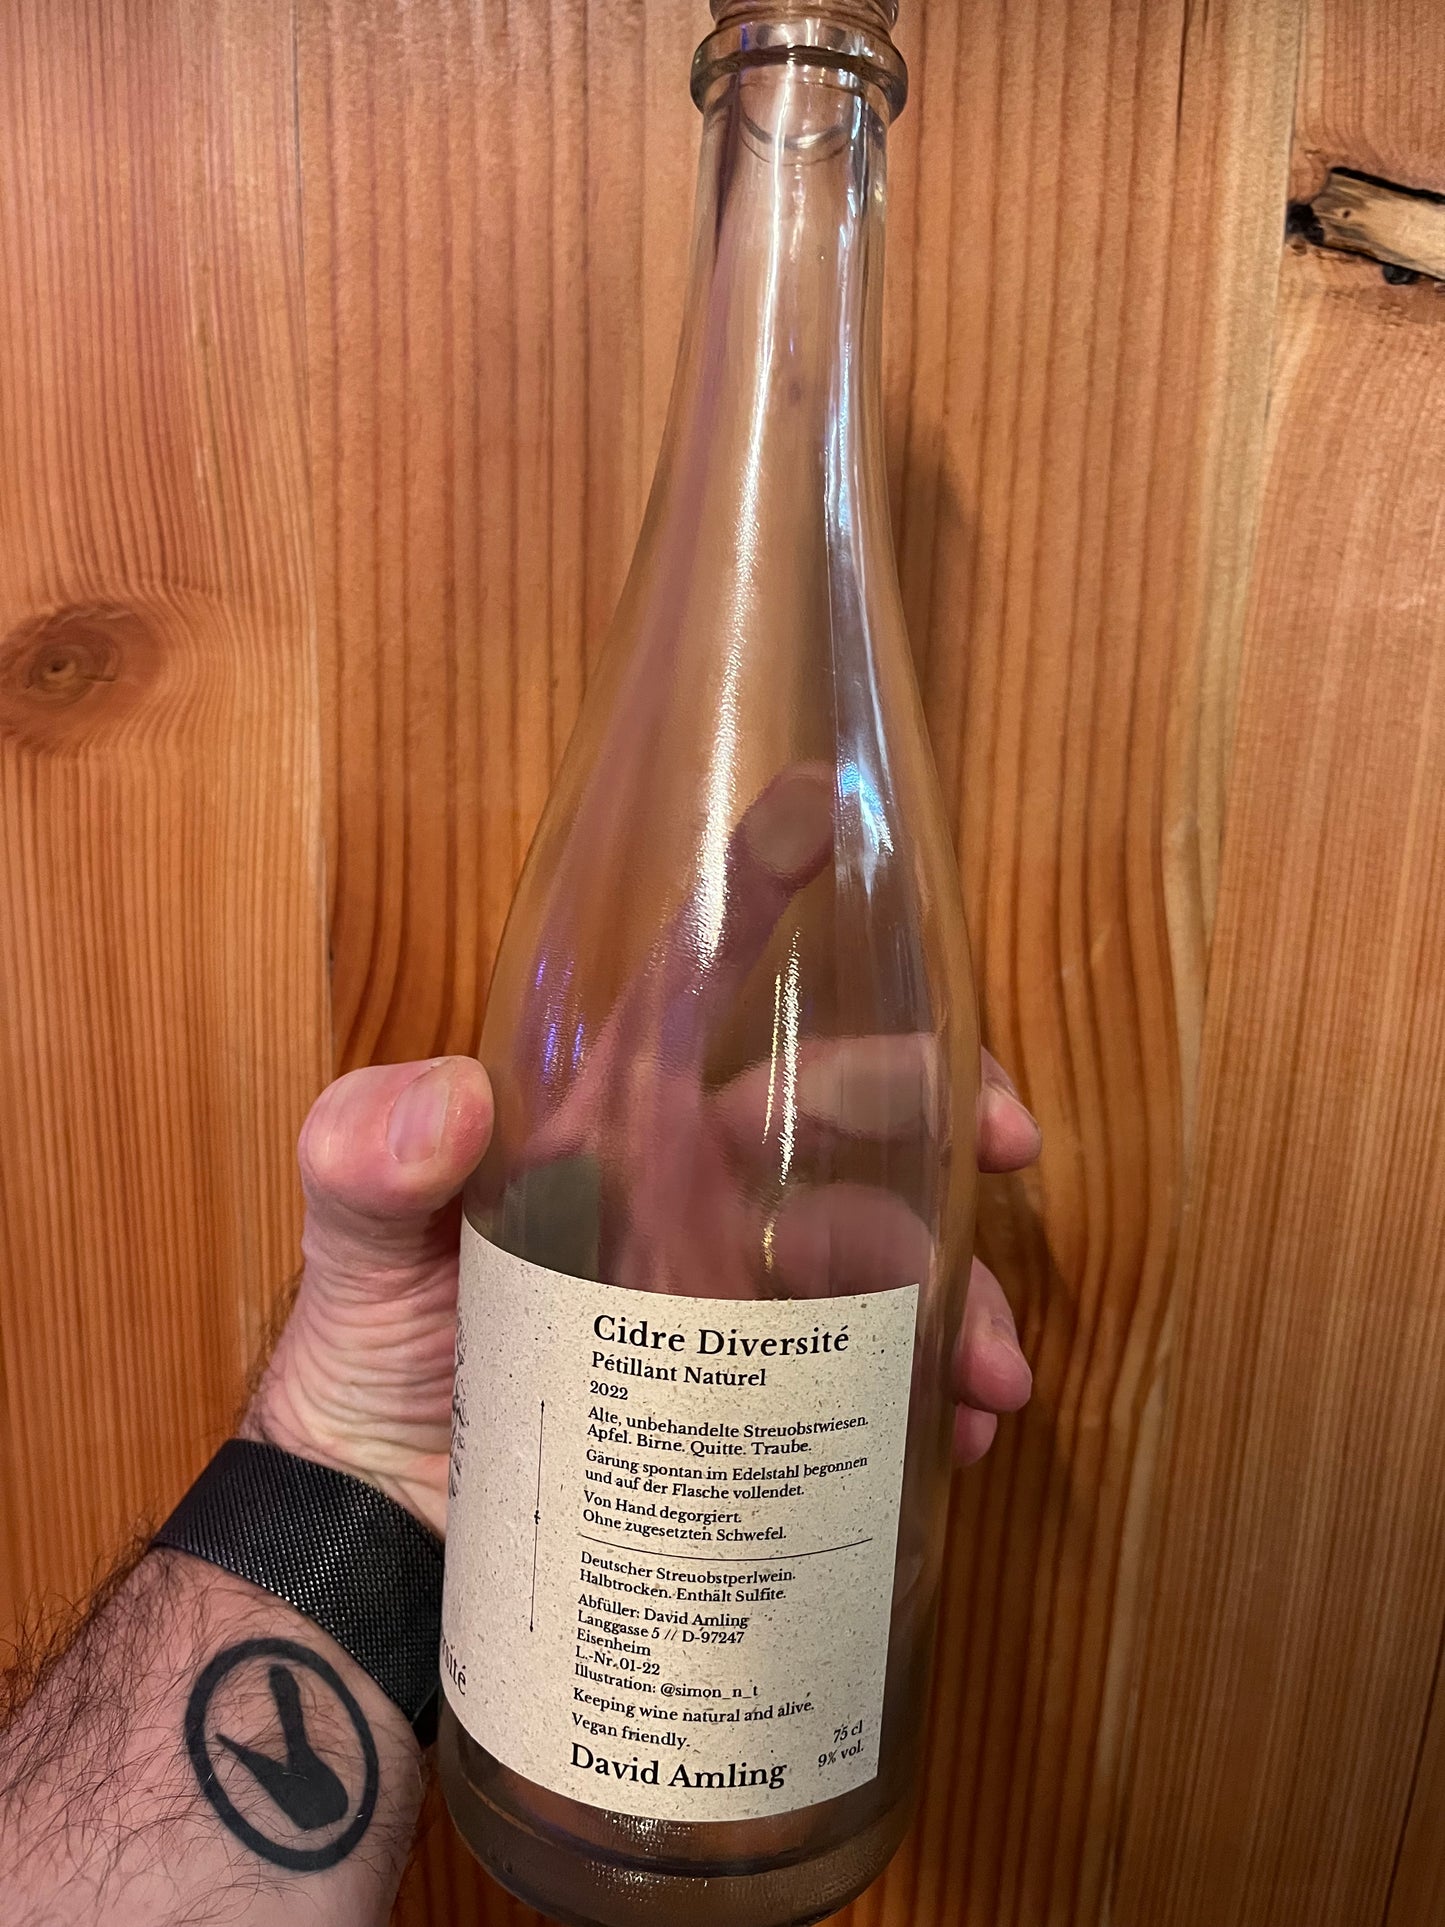 Cidre Diversité
Pétillant Naturel
2022
Alte, unbehandelte Streuobstwiesen.
Apfel. Birne. Quitte. Traube.
Gärung spontan im Edelstahl begonnen
und auf der Flasche vollendet.
Von Hand degorgiert.
Ohne zugesetzten Schwefel.
Deutscher Streuobstperlwein.
Halbtrocken. Enthält Sulfite.
Abfüller: David Amling
Langgasse 5 // D-97247
Eisenheim
L.-Nr. 01-22
Illustration: @simon_n_t
Keeping wine natural and alive.
Vegan friendly.
75 cl
9% vol.
David Amling